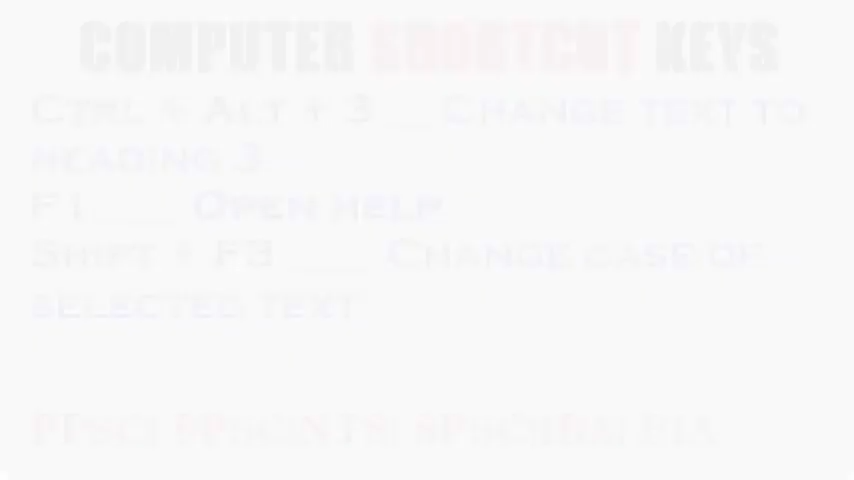 COMPUTER SHORTCUT KEYS
CTRL + ALT + 3 __ CHANGE TEXT TO
HEADING 3
F1 ____ OPEN HELP
SHIFT + F3 ____ CHANGE CASE OF
SELECTED TEXT